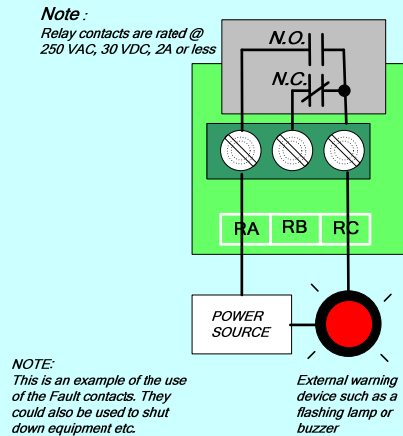 Note :
Relay contacts are rated @
250 VAC, 30 VDC, 2A or less
N.O.
N.C.
RA RB RC
POWER
SOURCE
NOTE:
This is an example of the use
of the Fault contacts. They
could also be used to shut
down equipment etc.
External warning
device such as a
flashing lamp or
buzzer